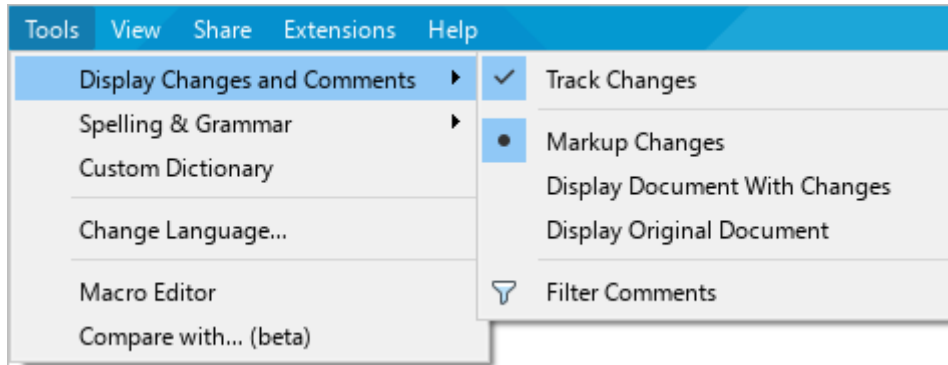 Tools View Share Extensions Help
Display Changes and Comments
Spelling & Grammar
Custom Dictionary
Change Language...
Macro Editor
Compare with... (beta)
Track Changes
Markup Changes
Display Document With Changes
Display Original Document
Filter Comments